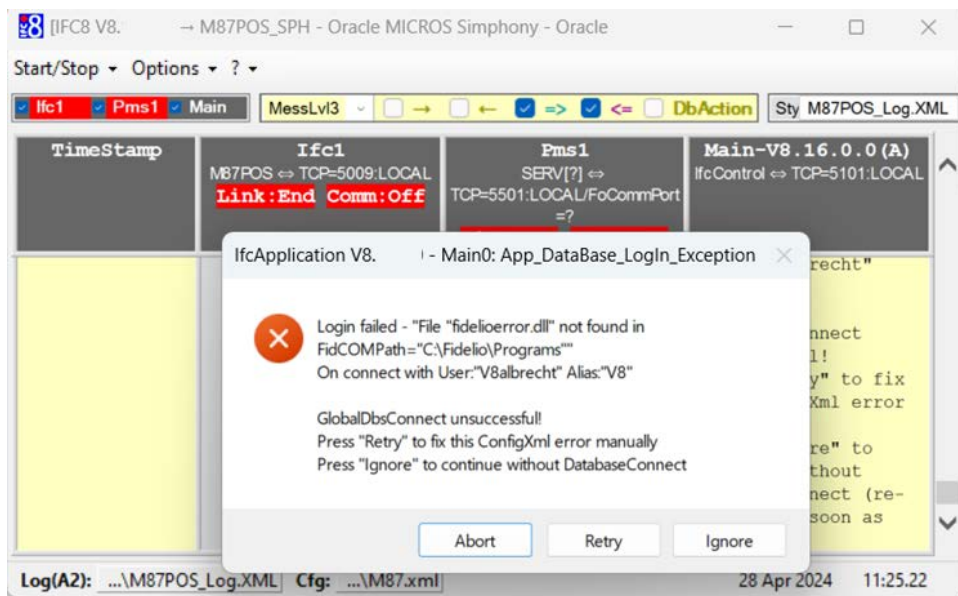 [IFC8 V8. → M87POS_SPH - Oracle MICROS Simphony - Oracle
Start/Stop Options ?
Ifc1 Pms1 Main MessLvl3 → ← => <= DbAction Sty M87POS_Log.XML
TimeStamp Ifc1 Pms1 Main-V8.16.0.0(A)
M87POS ⇔ TCP=5009:LOCAL SERV[?] ⇔ IfcControl ⇔ TCP=5101:LOCAL
Link:End Comm:Off TCP=5501:LOCAL/FoCommPort
=?
IfcApplication V8. - Main0: App_DataBase_LogIn_Exception
recht"
Login failed - "File "fidelioerror.dll" not found in
FidCOMPath="C:\Fidelio\Programs""
On connect with User:"V8albrecht" Alias:"V8"
GlobalDbsConnect unsuccessful!
Press "Retry" to fix this ConfigXml error manually
Press "Ignore" to continue without DatabaseConnect
nnect
l!
y" to fix
Xml error
re" to
thout
nect (re-
soon as
Abort Retry Ignore
Log(A2): ...\M87POS_Log.XML Cfg: ...\M87.xml 28 Apr 2024 11:25.22